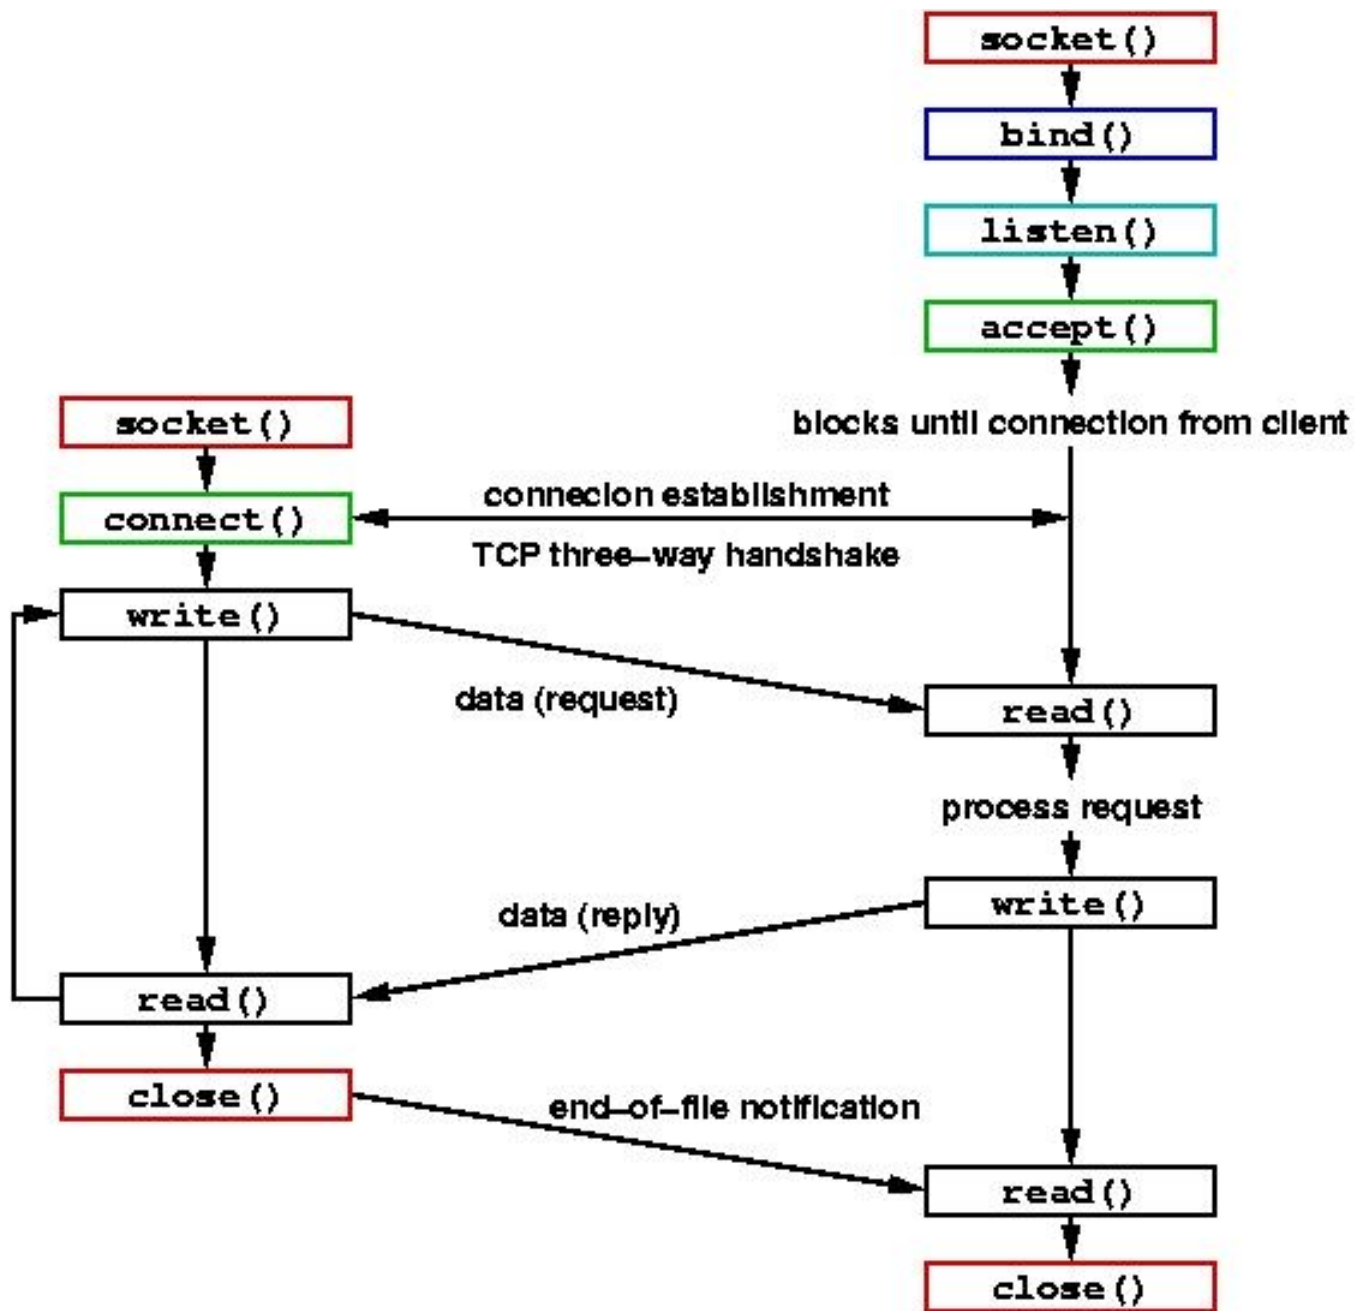 socket()
bind()
listen()
accept()
blocks until connection from client
socket()
connecion establishment
connect()
TCP three-way handshake
write()
data (request)
read()
process request
write()
data (reply)
read()
close()
end-of-file notification
read()
close()